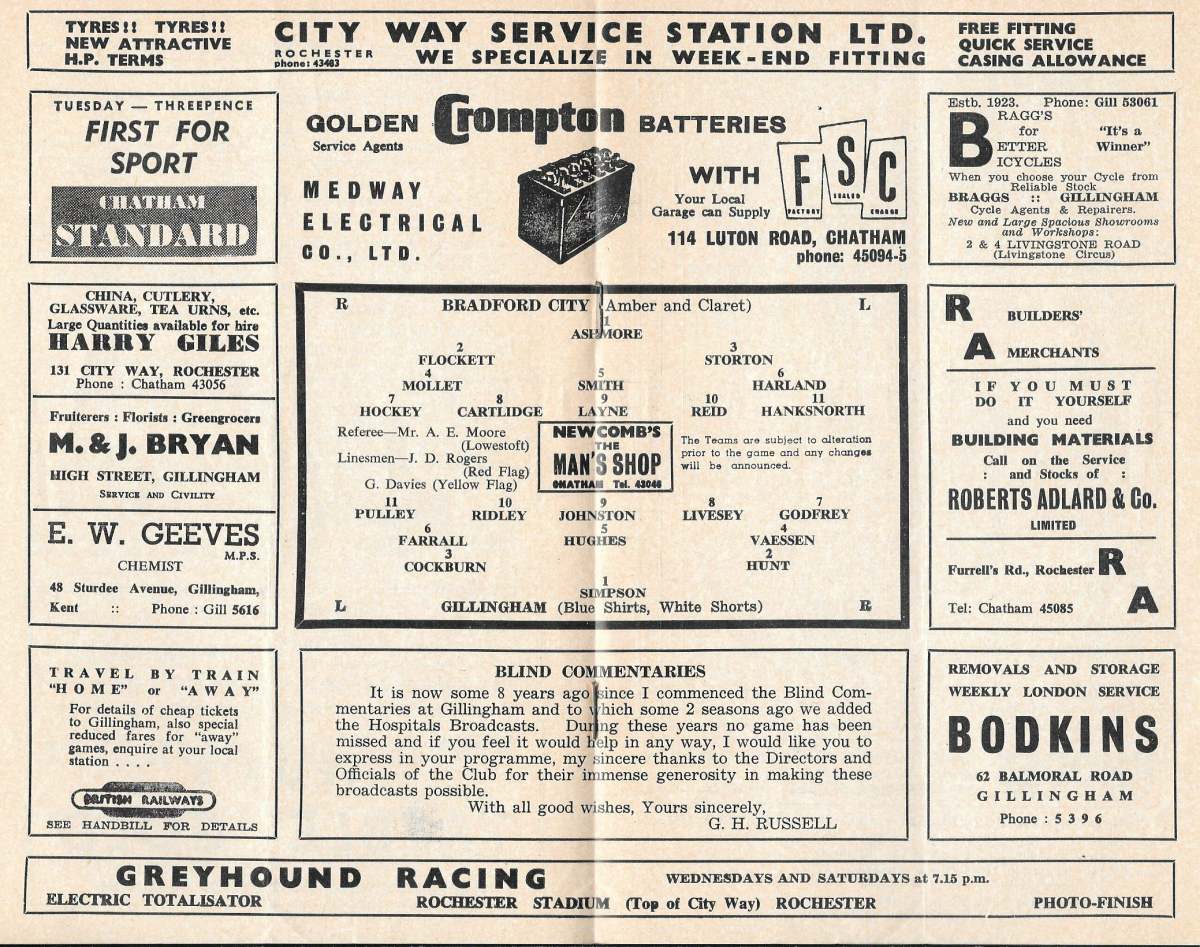 TYRES!! TYRES!!
NEW ATTRACTIVE
H.P. TERMS
CITY WAY SERVICE STATION LTD.
ROCHESTER
phone: 43483
WE SPECIALIZE IN WEEK-END FITTING
FREE FITTING
QUICK SERVICE
CASING ALLOWANCE
TUESDAY — THREEPENCE
FIRST FOR
SPORT
CHATHAM
STANDARD
GOLDEN Crompton BATTERIES
Service Agents
MEDWAY
ELECTRICAL
CO., LTD.
WITH
Your Local
Garage can Supply
F S C
FACTORY SEALED CHARGE
114 LUTON ROAD, CHATHAM
phone: 45094-5
Estb. 1923. Phone: Gill 53061
BRAGG'S
for
BETTER
BICYCLES
"It's a
Winner"
When you choose your Cycle from
Reliable Stock
BRAGGS :: GILLINGHAM
Cycle Agents & Repairers.
New and Large Spacious Showrooms
and Workshops:
2 & 4 LIVINGSTONE ROAD
(Livingstone Circus)
CHINA, CUTLERY,
GLASSWARE, TEA URNS, etc.
Large Quantities available for hire
HARRY GILES
131 CITY WAY, ROCHESTER
Phone : Chatham 43056
Fruiterers : Florists : Greengrocers
M. & J. BRYAN
HIGH STREET, GILLINGHAM
SERVICE AND CIVILITY
E. W. GEEVES
M.P.S.
CHEMIST
48 Sturdee Avenue, Gillingham,
Kent :: Phone : Gill 5616
R BRADFORD CITY (Amber and Claret) L
1
ASHMORE
2 3
FLOCKETT STORTON
4 5 6
MOLLET SMITH HARLAND
7 8 9 10 11
HOCKEY CARTLIDGE LAYNE REID HANKSNORTH
Referee—Mr. A. E. Moore
(Lowestoft)
Linesmen—J. D. Rogers
(Red Flag)
G. Davies (Yellow Flag)
NEWCOMB'S
THE
MAN'S SHOP
CHATHAM Tel. 43046
The Teams are subject to alteration
prior to the game and any changes
will be announced.
11 10 9 8 7
PULLEY RIDLEY JOHNSTON LIVESEY GODFREY
6 5 4
FARRALL HUGHES VAESSEN
3 2
COCKBURN HUNT
1
SIMPSON
L GILLINGHAM (Blue Shirts, White Shorts) R
R BUILDERS'
A MERCHANTS
IF YOU MUST
DO IT YOURSELF
and you need
BUILDING MATERIALS
Call on the Service
: and Stocks of :
ROBERTS ADLARD & Co.
LIMITED
Furrell's Rd., Rochester R
Tel: Chatham 45085 A
TRAVEL BY TRAIN
"HOME" or "AWAY"
For details of cheap tickets
to Gillingham, also special
reduced fares for "away"
games, enquire at your local
station . . . .
BRITISH RAILWAYS
SEE HANDBILL FOR DETAILS
BLIND COMMENTARIES
It is now some 8 years ago since I commenced the Blind Com-
mentaries at Gillingham and to which some 2 seasons ago we added
the Hospitals Broadcasts. During these years no game has been
missed and if you feel it would help in any way, I would like you to
express in your programme, my sincere thanks to the Directors and
Officials of the Club for their immense generosity in making these
broadcasts possible.
With all good wishes, Yours sincerely,
G. H. RUSSELL
REMOVALS AND STORAGE
WEEKLY LONDON SERVICE
BODKINS
62 BALMORAL ROAD
GILLINGHAM
Phone : 5396
GREYHOUND RACING WEDNESDAYS AND SATURDAYS at 7.15 p.m.
ELECTRIC TOTALISATOR ROCHESTER STADIUM (Top of City Way) ROCHESTER PHOTO-FINISH